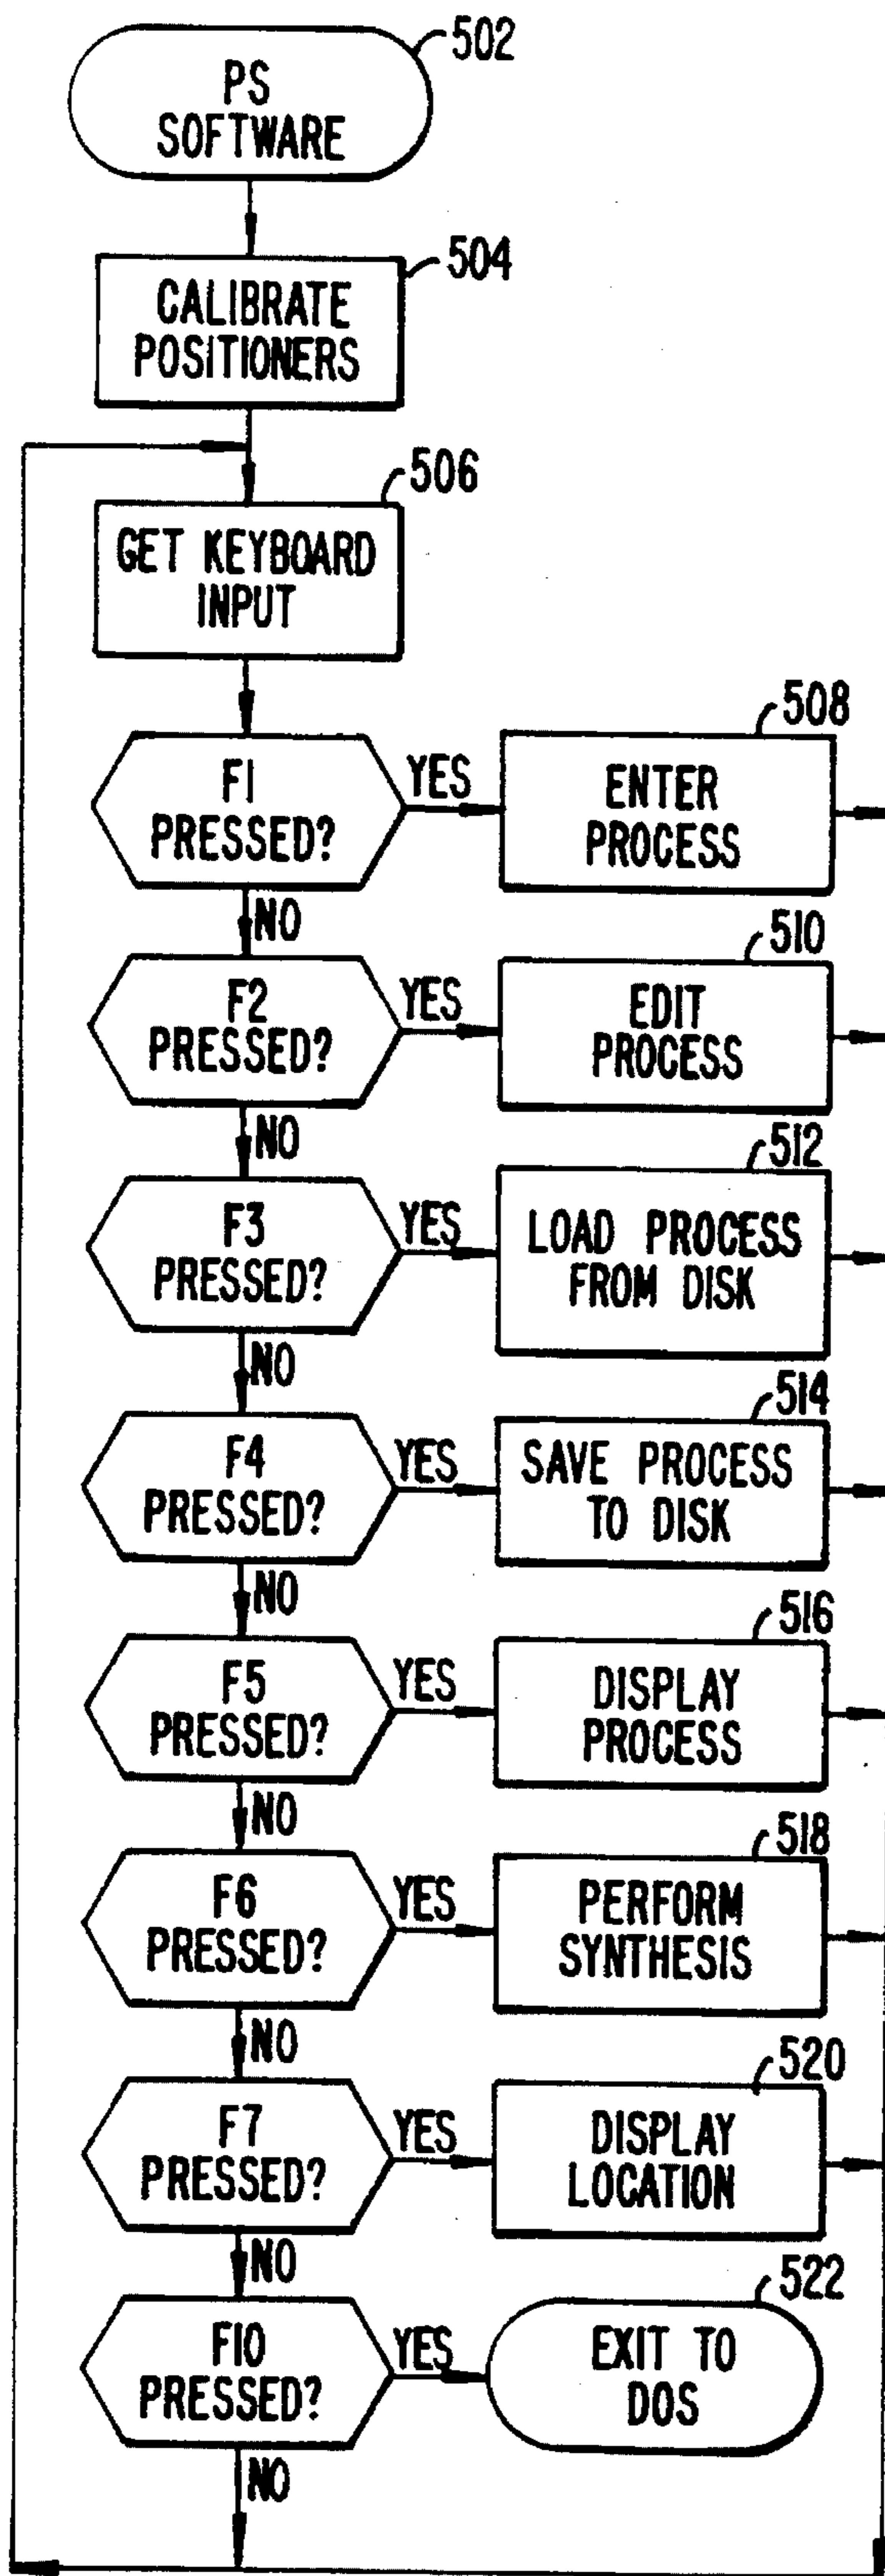 502
PS
SOFTWARE
504
CALIBRATE
POSITIONERS
506
GET KEYBOARD
INPUT
F1
PRESSED?
YES
508
ENTER
PROCESS
NO
F2
PRESSED?
YES
510
EDIT
PROCESS
NO
F3
PRESSED?
YES
512
LOAD PROCESS
FROM DISK
NO
F4
PRESSED?
YES
514
SAVE PROCESS
TO DISK
NO
F5
PRESSED?
YES
516
DISPLAY
PROCESS
NO
F6
PRESSED?
YES
518
PERFORM
SYNTHESIS
NO
F7
PRESSED?
YES
520
DISPLAY
LOCATION
NO
F10
PRESSED?
YES
522
EXIT TO
DOS
NO